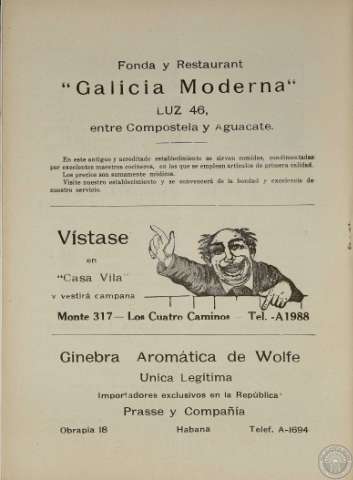 Fonda y Restaurant
"Galicia Moderna"
LUZ 46,
entre Compostela y Aguacate.
En este antiguo y acreditado establecimiento se sirven comidas, condimentadas
por excelentes maestros cocineros, en las que se emplean artículos de primera calidad.
Los precios son sumamente módicos.
Visite nuestro establecimiento y se convencerá de la bondad y excelencia de
nuestro servicio.
Vístase
en
"Casa Vila"
y vestirá campana
Monte 317—Los Cuatro Caminos—Tel.-A1988
Ginebra Aromática de Wolfe
Unica Legítima
Importadores exclusivos en la República
Prasse y Compañía
Obrapía 18 Habana Telef. A-1694